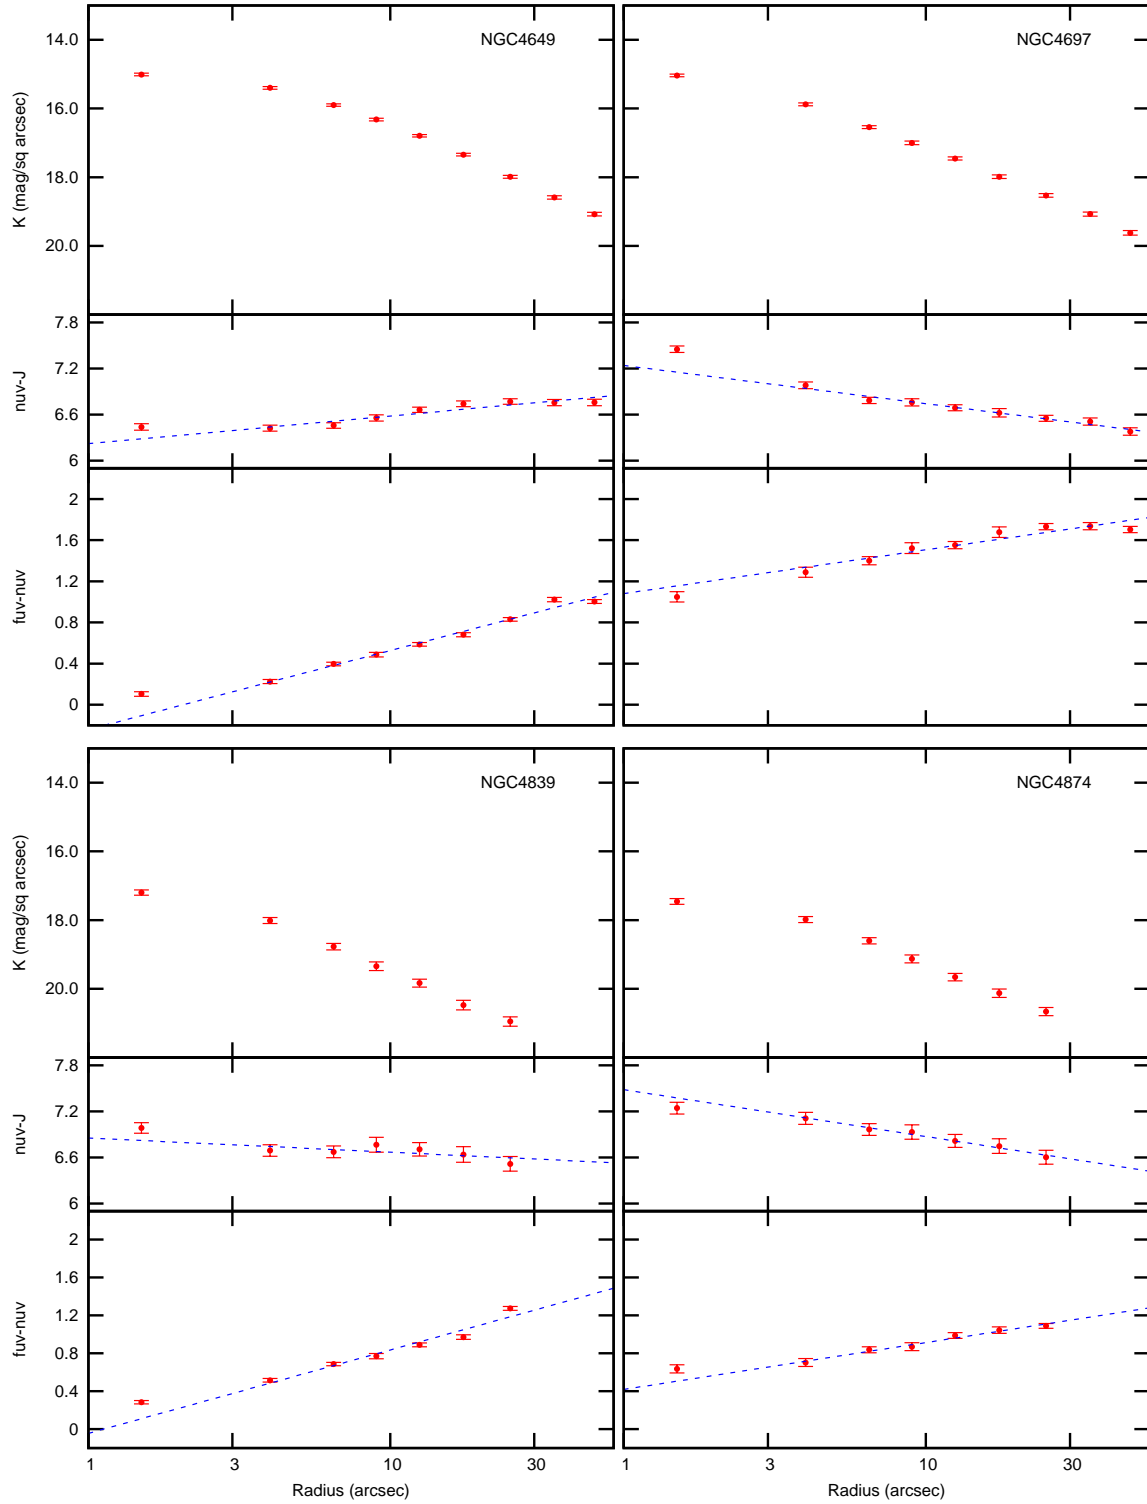 14.0
16.0
18.0
20.0
K (mag/sq arcsec)
NGC4649
NGC4697
7.8
7.2
6.6
6
nuv-J
2
1.6
1.2
0.8
0.4
0
fuv-nuv
14.0
16.0
18.0
20.0
K (mag/sq arcsec)
NGC4839
NGC4874
7.8
7.2
6.6
6
nuv-J
2
1.6
1.2
0.8
0.4
0
fuv-nuv
1 3 10 30 1 3 10 30
Radius (arcsec) Radius (arcsec)